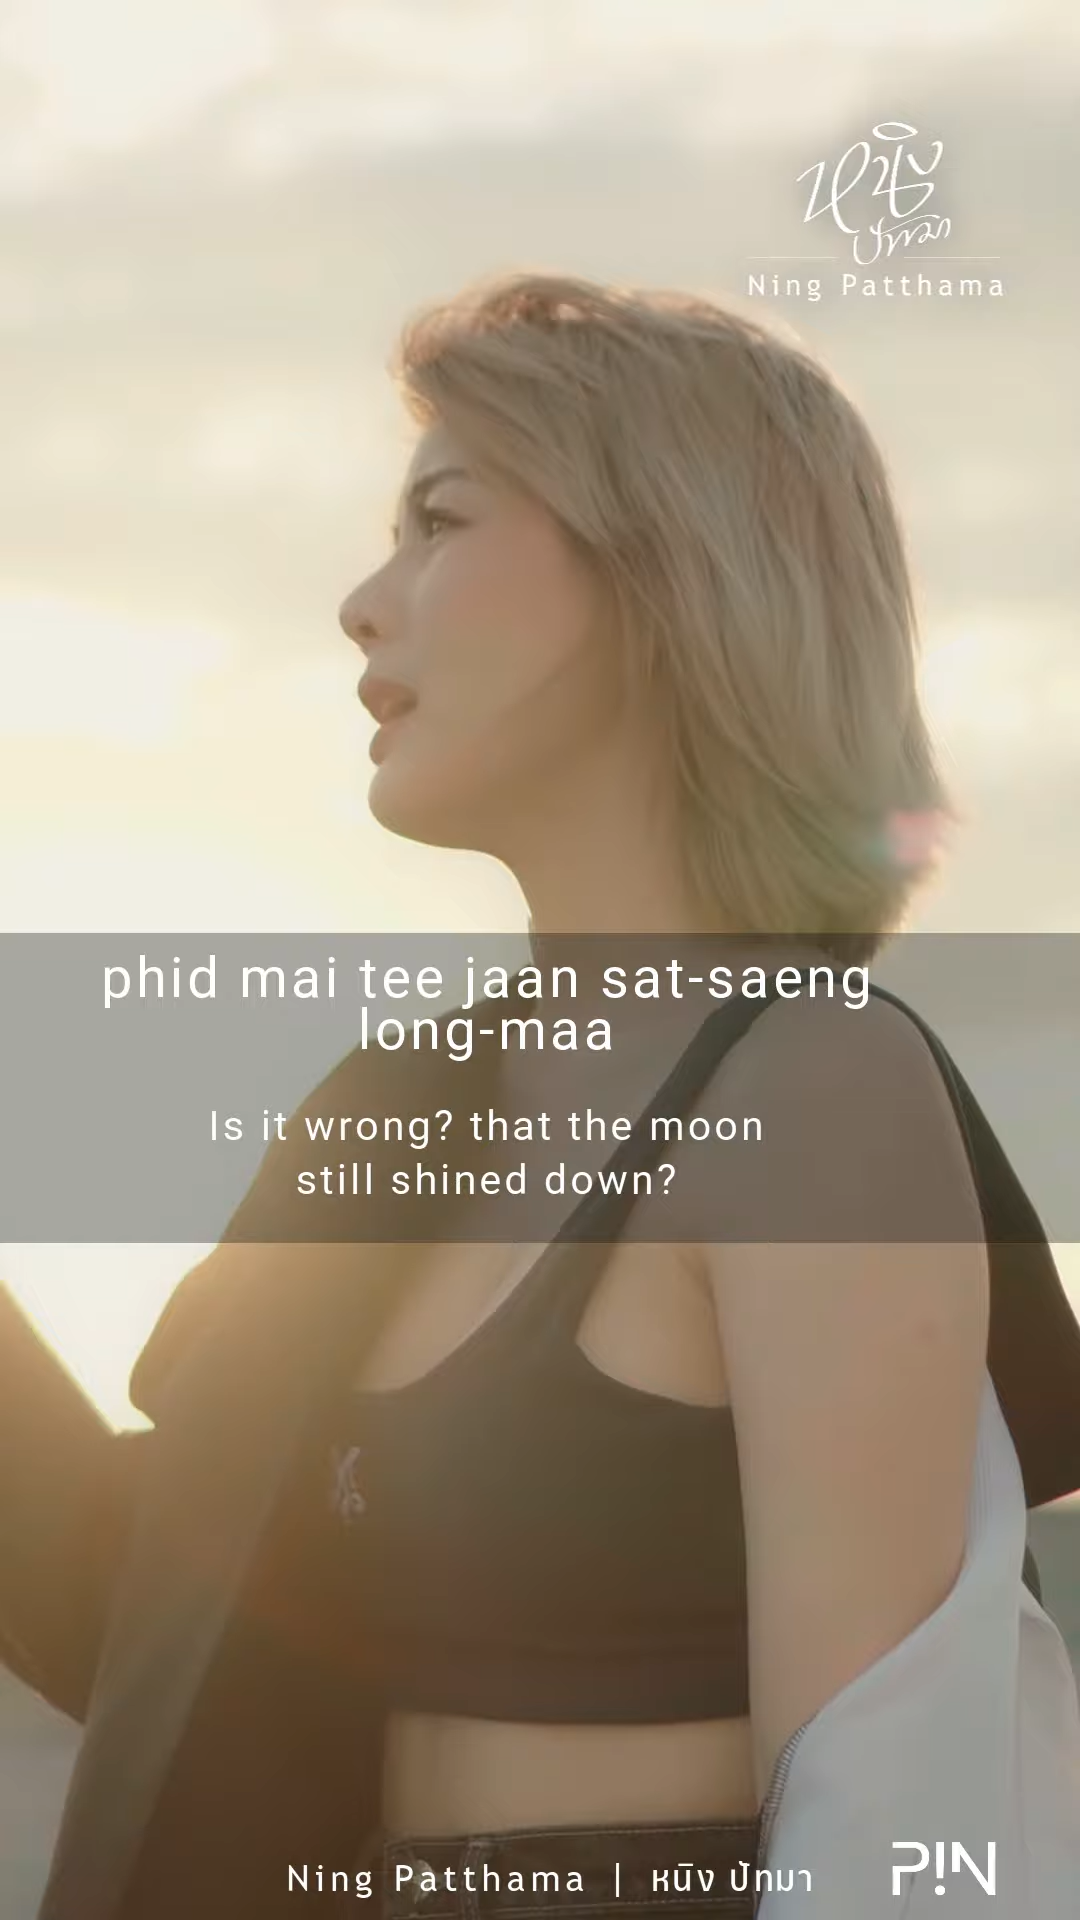 หนิง
ปัทมา
Ning Patthama
phid mai tee jaan sat-saeng
long-maa
Is it wrong? that the moon
still shined down?
Ning Patthama | หนิง ปัทมา
P!N